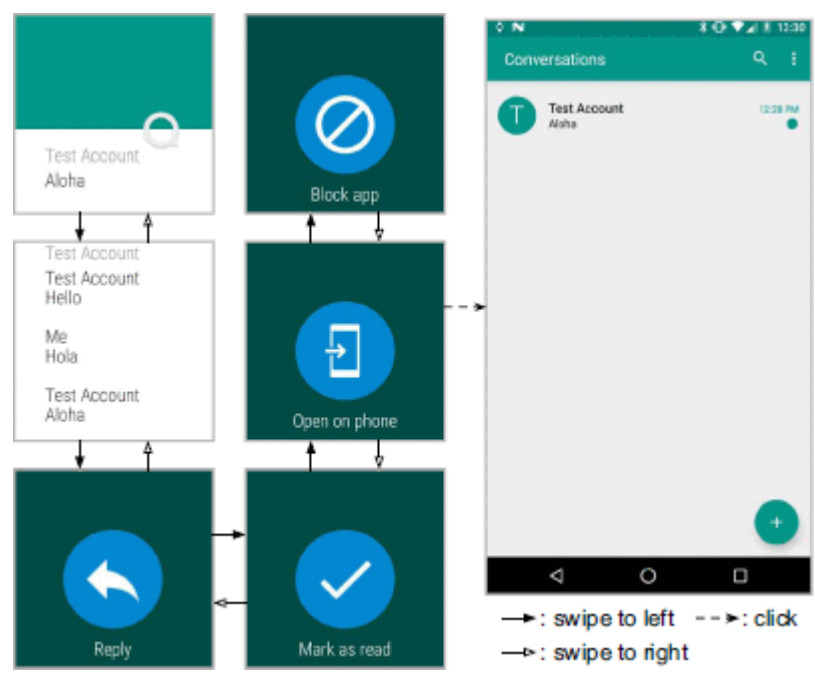 Test Account
Aloha
Test Account
Test Account
Hello
Me
Hola
Test Account
Aloha
Reply
Block app
Open on phone
Mark as read
12:30
Conversations
T
Test Account
12:28 PM
Aloha
+
: swipe to left
: click
: swipe to right